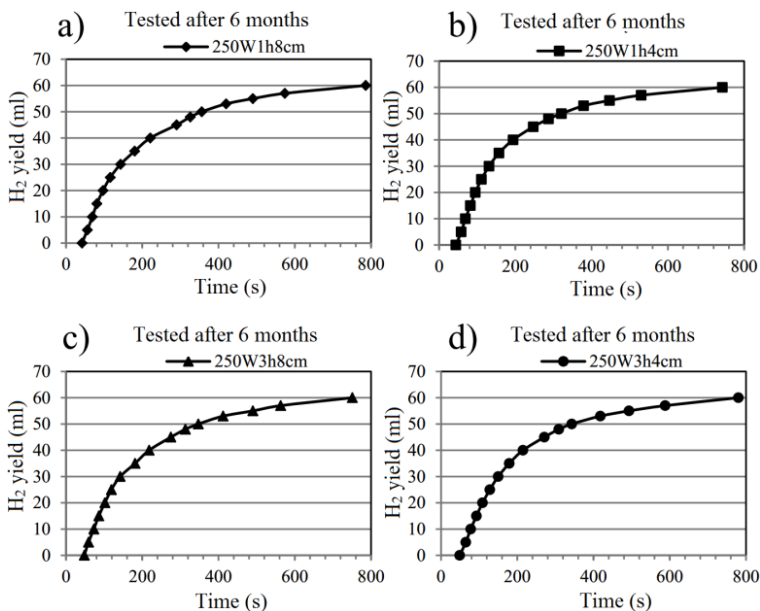 a)
Tested after 6 months
250W1h8cm
H₂ yield (ml)
70
60
50
40
30
20
10
0
0 200 400 600 800
Time (s)
b)
Tested after 6 months
250W1h4cm
H₂ yield (ml)
70
60
50
40
30
20
10
0
0 200 400 600 800
Time (s)
c)
Tested after 6 months
250W3h8cm
H₂ yield (ml)
70
60
50
40
30
20
10
0
0 200 400 600 800
Time (s)
d)
Tested after 6 months
250W3h4cm
H₂ yield (ml)
70
60
50
40
30
20
10
0
0 200 400 600 800
Time (s)